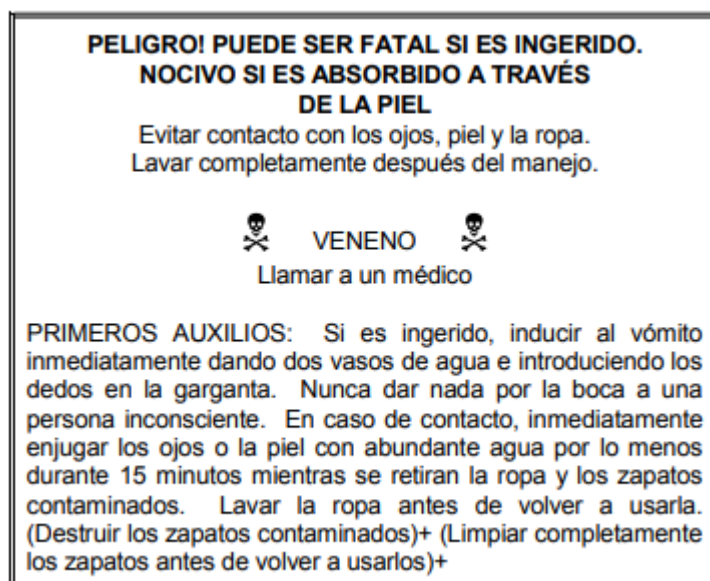 PELIGRO! PUEDE SER FATAL SI ES INGERIDO.
NOCIVO SI ES ABSORBIDO A TRAVÉS
DE LA PIEL
Evitar contacto con los ojos, piel y la ropa.
Lavar completamente después del manejo.
VENENO
Llamar a un médico
PRIMEROS AUXILIOS: Si es ingerido, inducir al vómito
inmediatamente dando dos vasos de agua e introduciendo los
dedos en la garganta. Nunca dar nada por la boca a una
persona inconsciente. En caso de contacto, inmediatamente
enjugar los ojos o la piel con abundante agua por lo menos
durante 15 minutos mientras se retiran la ropa y los zapatos
contaminados. Lavar la ropa antes de volver a usarla.
(Destruir los zapatos contaminados)+ (Limpiar completamente
los zapatos antes de volver a usarlos)+